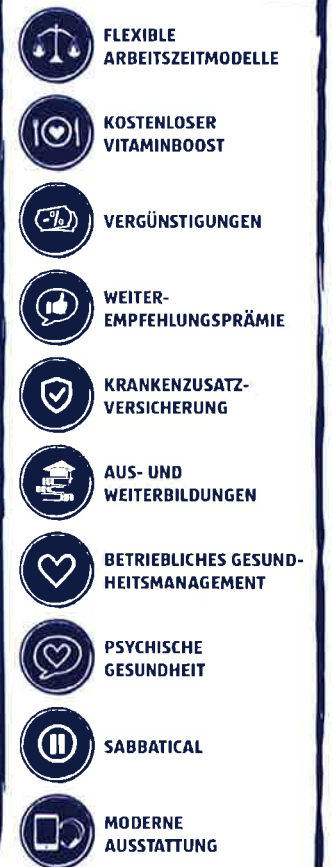 FLEXIBLE
ARBEITSZEITMODELLE
KOSTENLOSER
VITAMINBOOST
-%
VERGÜNSTIGUNGEN
WEITER-
EMPFEHLUNGSPRÄMIE
KRANKENZUSATZ-
VERSICHERUNG
AUS- UND
WEITERBILDUNGEN
BETRIEBLICHES GESUND-
HEITSMANAGEMENT
PSYCHISCHE
GESUNDHEIT
SABBATICAL
MODERNE
AUSSTATTUNG